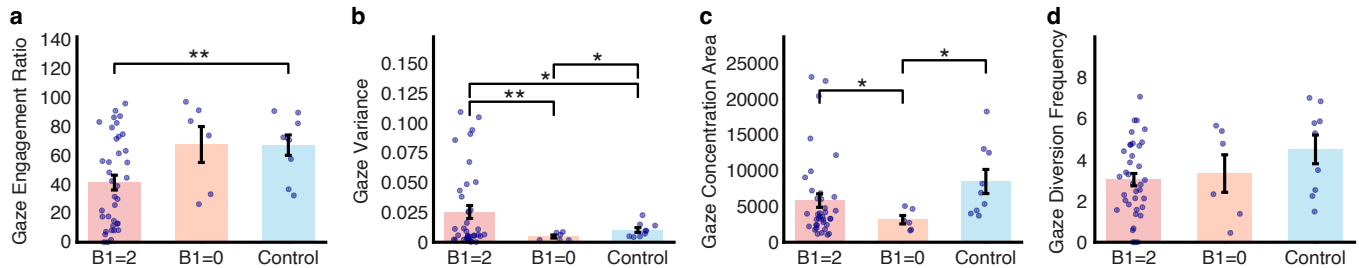 a
Gaze Engagement Ratio
140
120
100
80
60
40
20
0
**
B1=2 B1=0 Control
b
Gaze Variance
0.150
0.125
0.100
0.075
0.050
0.025
0
*
*
**
B1=2 B1=0 Control
c
Gaze Concentration Area
25000
20000
15000
10000
5000
0
*
*
B1=2 B1=0 Control
d
Gaze Diversion Frequency
8
6
4
2
0
B1=2 B1=0 Control